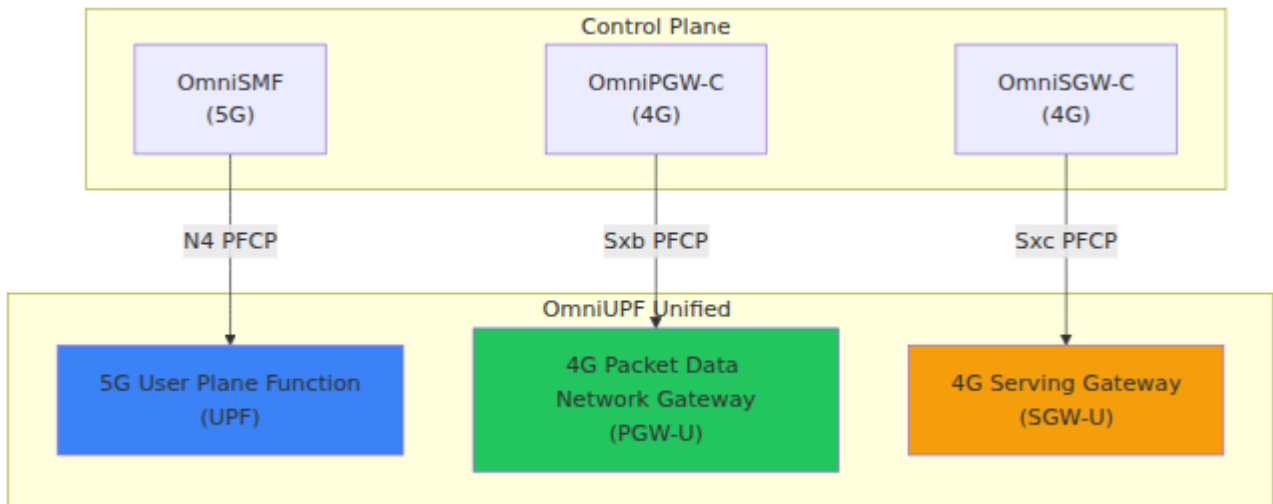 Control Plane
OmniSMF
(5G)
OmniPGW-C
(4G)
OmniSGW-C
(4G)
N4 PFCP
Sxb PFCP
Sxc PFCP
OmniUPF Unified
5G User Plane Function
(UPF)
4G Packet Data
Network Gateway
(PGW-U)
4G Serving Gateway
(SGW-U)